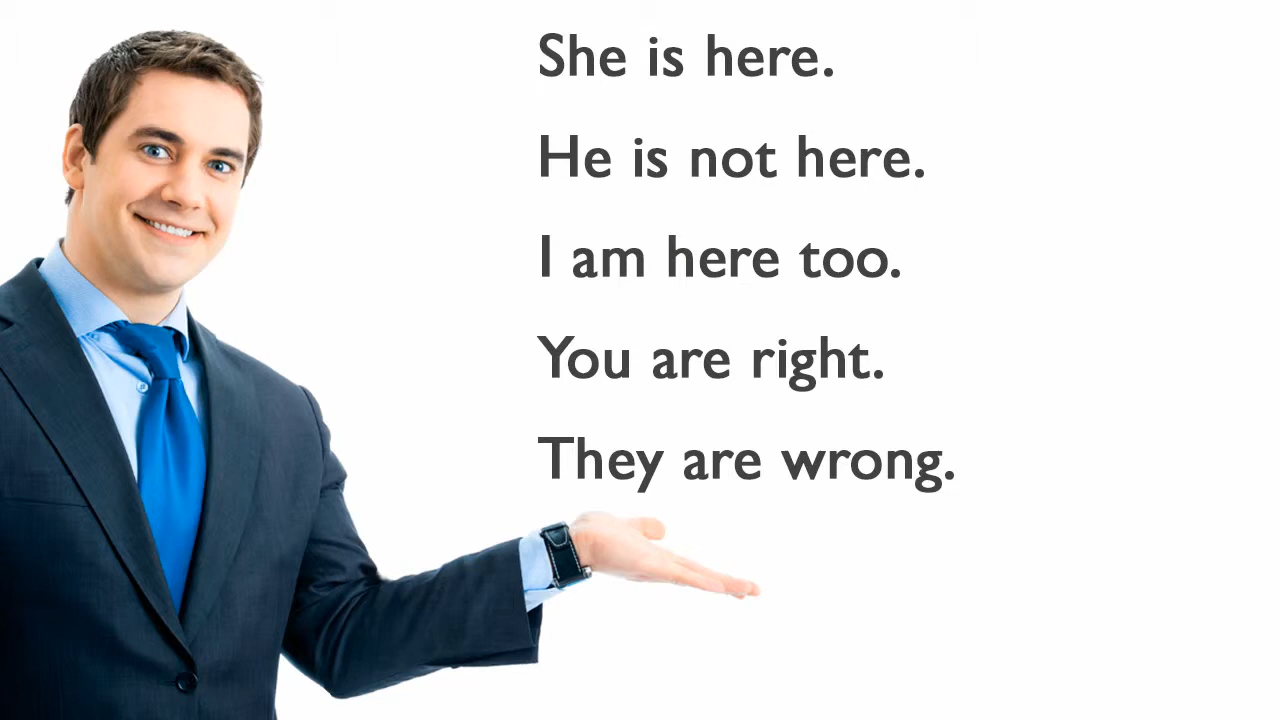 She is here.
He is not here.
I am here too.
You are right.
They are wrong.